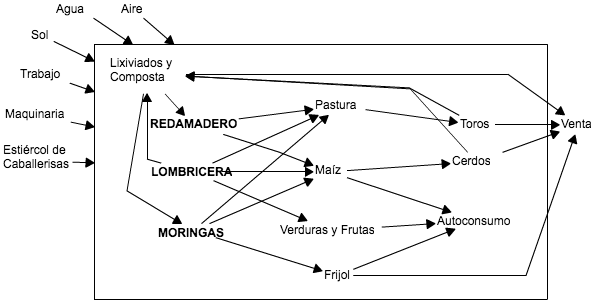 Agua
Aire
Sol
Trabajo
Maquinaria
Estiércol de
Caballerisas
Lixiviados y
Composta
REDAMADERO
LOMBRICERA
MORINGAS
Pastura
Maíz
Verduras y Frutas
Frijol
Toros
Cerdos
Autoconsumo
Venta